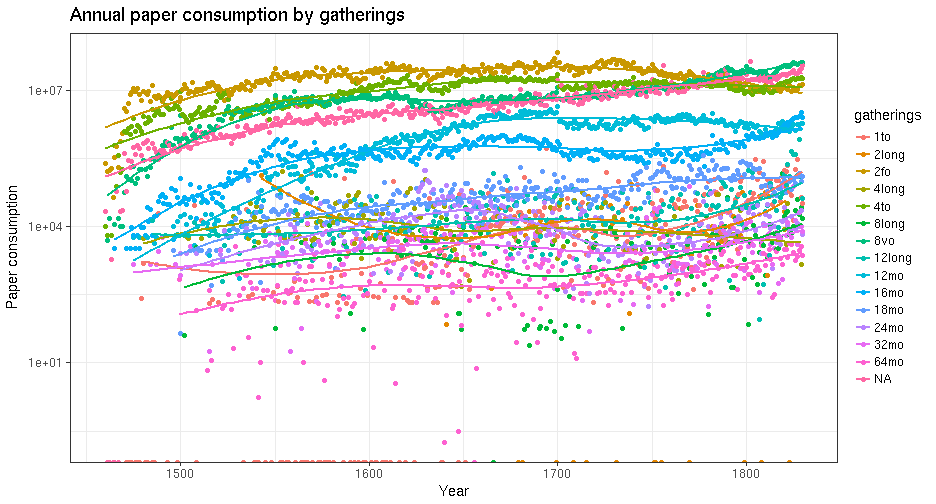 Annual paper consumption by gatherings
Paper consumption
1e+07
1e+04
1e+01
1500
1600
1700
1800
Year
gatherings
1to
2long
2fo
4long
4to
8long
8vo
12long
12mo
16mo
18mo
24mo
32mo
64mo
NA